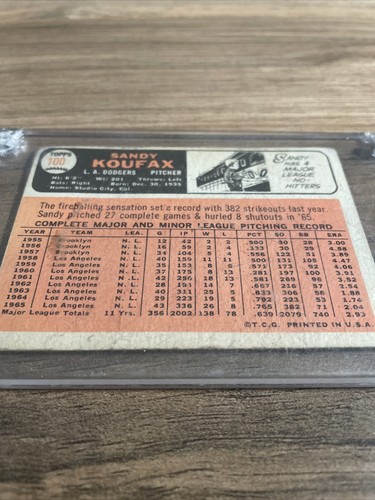 TOPPS
100
SANDY
KOUFAX
L. A. DODGERS PITCHER
Ht: 6'2" Wt: 201 Throws: Left
Bats: Right Born: Dec. 30, 1935
Home: Studio City, Cal.
SANDY HAS 4
MAJOR
LEAGUE NO-
HITTERS
The fireballing sensation set a record with 382 strikeouts last year.
Sandy pitched 27 complete games & hurled 8 shutouts in '65.
COMPLETE MAJOR AND MINOR LEAGUE PITCHING RECORD
YEAR TEAM LEA G IP W L PCT SO BB ERA
1955 Brooklyn N. L. 12 42 2 2 .500 30 28 3.00
1956 Brooklyn N. L. 16 59 2 4 .333 30 29 4.88
1957 Brooklyn N. L. 34 104 5 4 .556 122 51 3.89
1958 Los Angeles N. L. 40 159 11 11 .500 131 105 4.47
1959 Los Angeles N. L. 35 153 8 6 .571 173 92 4.06
1960 Los Angeles N. L. 37 175 8 13 .381 197 100 3.91
1961 Los Angeles N. L. 42 256 18 13 .581 269 96 3.52
1962 Los Angeles N. L. 28 184 14 7 .667 216 57 2.54
1963 Los Angeles N. L. 40 311 25 5 .833 306 58 1.88
1964 Los Angeles N. L. 29 223 19 5 .792 223 53 1.74
1965 Los Angeles N. L. 43 336 26 8 .765 382 71 2.04
Major League Totals 11 Yrs. 356 2002 138 78 .639 2079 740 2.93
©T.C.G. PRINTED IN U.S.A.